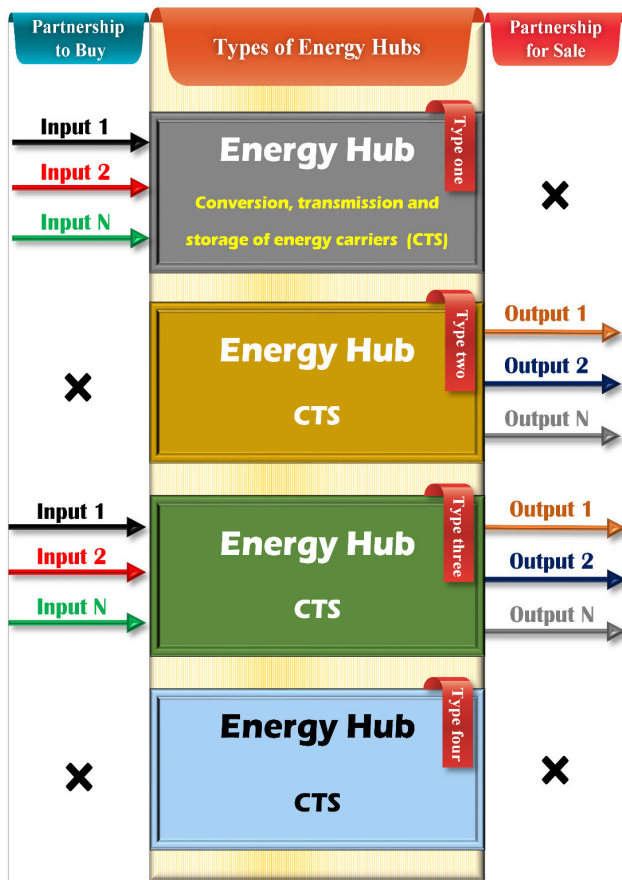 Partnership
to Buy
Types of Energy Hubs
Partnership
for Sale
Input 1
Input 2
Input N
Type one
Energy Hub
Conversion, transmission and
storage of energy carriers (CTS)
×
×
Type two
Energy Hub
CTS
Output 1
Output 2
Output N
Input 1
Input 2
Input N
Type three
Energy Hub
CTS
Output 1
Output 2
Output N
×
Type four
Energy Hub
CTS
×